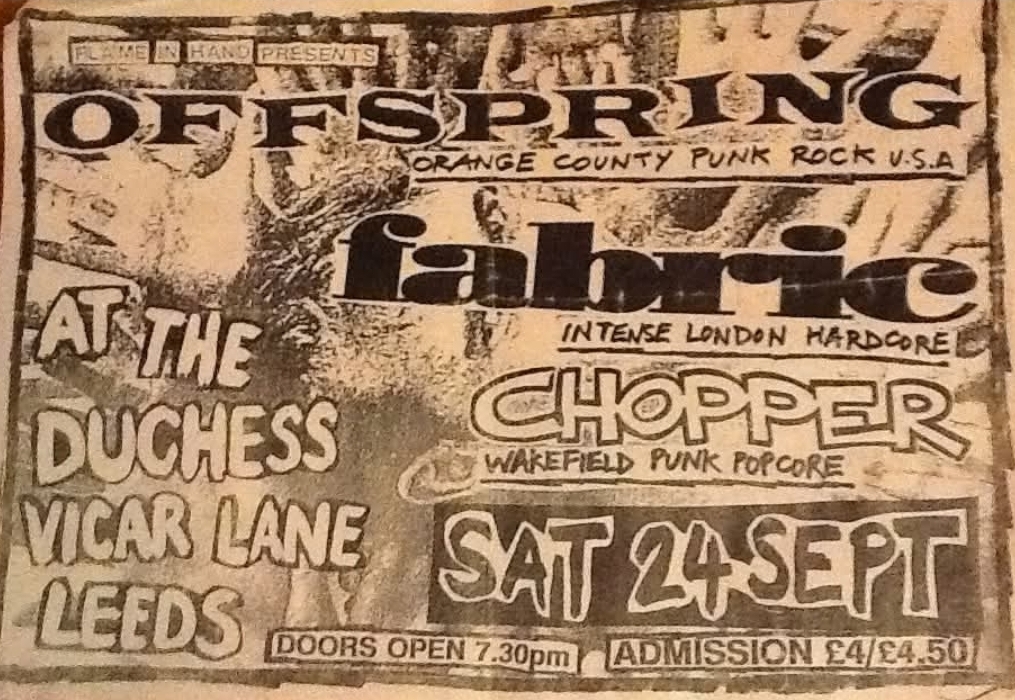 FLAME IN HAND PRESENTS
OFFSPRING
ORANGE COUNTY PUNK ROCK U.S.A
fabric
INTENSE LONDON HARDCORE
CHOPPER
WAKEFIELD PUNK POPCORE
AT THE
DUCHESS
VICAR LANE
LEEDS
SAT 24 SEPT
DOORS OPEN 7.30pm
ADMISSION £4/£4.50